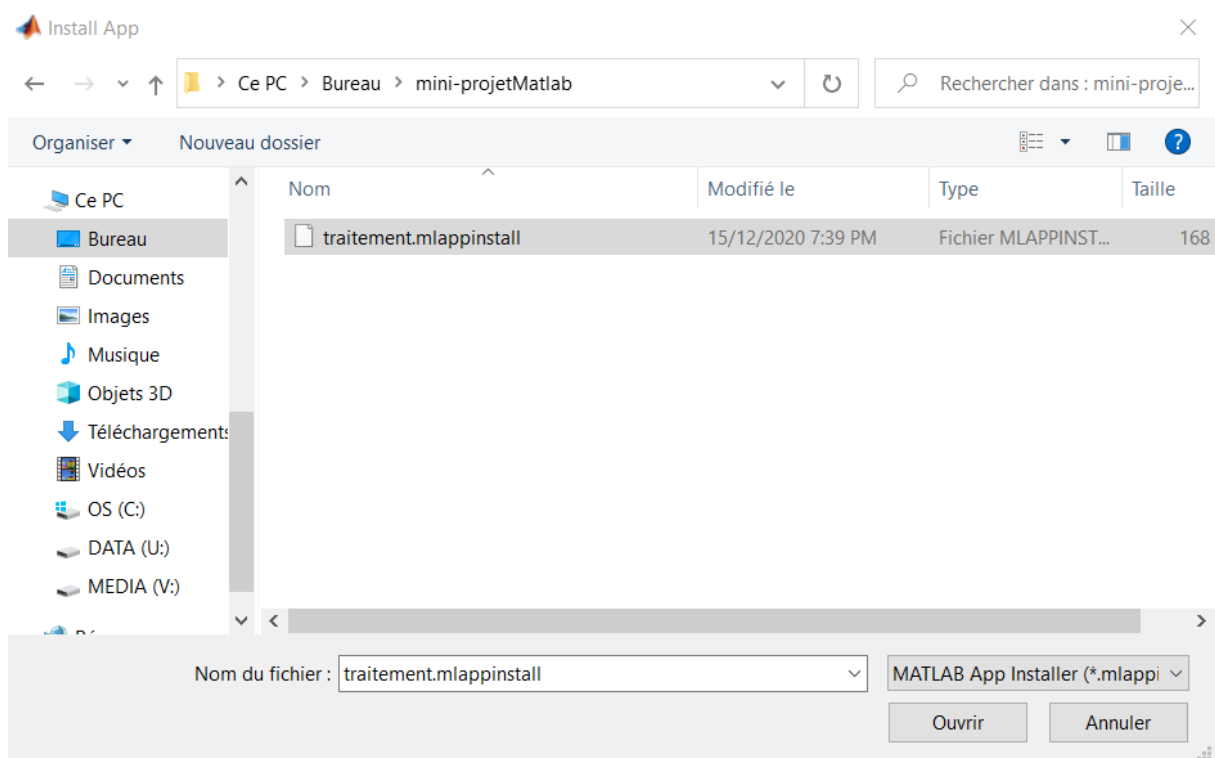 Install App
Ce PC > Bureau > mini-projetMatlab
Rechercher dans : mini-proje...
Organiser
Nouveau dossier
?
Nom
Modifié le
Type
Taille
traitement.mlappinstall
15/12/2020 7:39 PM
Fichier MLAPPINST...
168
Ce PC
Bureau
Documents
Images
Musique
Objets 3D
Téléchargements
Vidéos
OS (C:)
DATA (U:)
MEDIA (V:)
Nom du fichier :
traitement.mlappinstall
MATLAB App Installer (*.mlappi
Ouvrir
Annuler